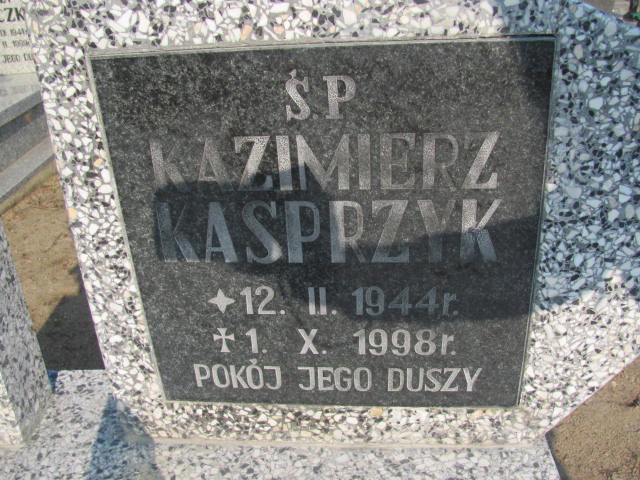 Ś.P.
KAZIMIERZ
KASPRZYK
12. II. 1944r.
1. X. 1998r.
POKÓJ JEGO DUSZY